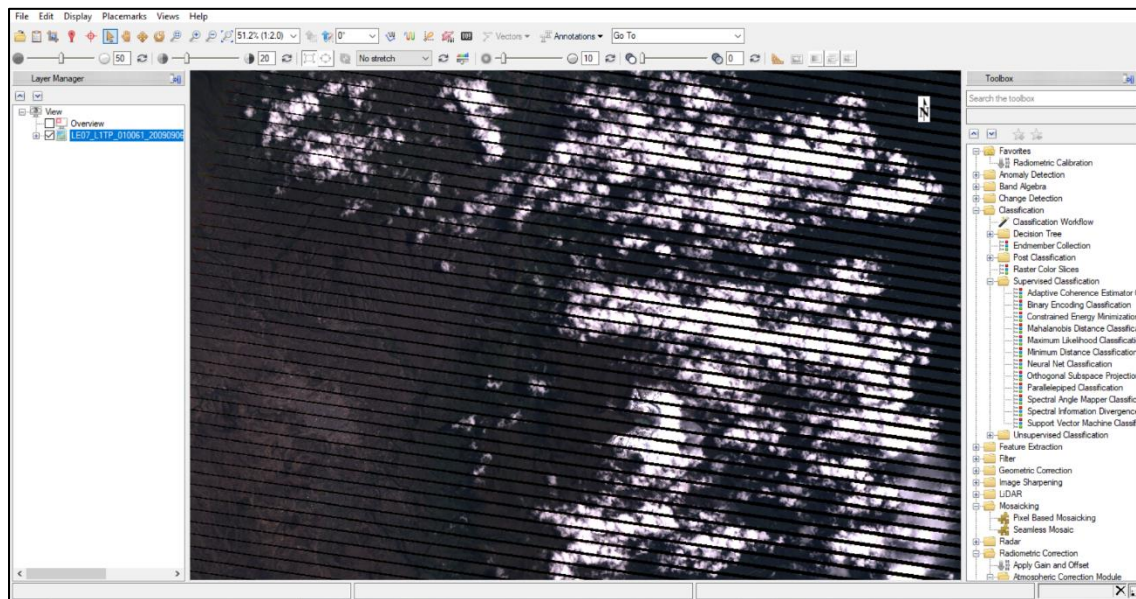 File Edit Display Placemarks Views Help
51.2% (1:2.0) 0° Vectors Annotations Go To
50 20 No stretch 10 0
Layer Manager
View
Overview
LE07_L1TP_010061_20090906
N
Toolbox
Search the toolbox
Favorites
Radiometric Calibration
Anomaly Detection
Band Algebra
Change Detection
Classification
Classification Workflow
Decision Tree
Endmember Collection
Post Classification
Raster Color Slices
Supervised Classification
Adaptive Coherence Estimator
Binary Encoding Classification
Constrained Energy Minimization
Mahalanobis Distance Classifica
Maximum Likelihood Classificati
Minimum Distance Classification
Neural Net Classification
Orthogonal Subspace Projection
Parallelepiped Classification
Spectral Angle Mapper Classific
Spectral Information Divergence
Support Vector Machine Classif
Unsupervised Classification
Feature Extraction
Filter
Geometric Correction
Image Sharpening
LiDAR
Mosaicking
Pixel Based Mosaicking
Seamless Mosaic
Radar
Radiometric Correction
Apply Gain and Offset
Atmospheric Correction Module